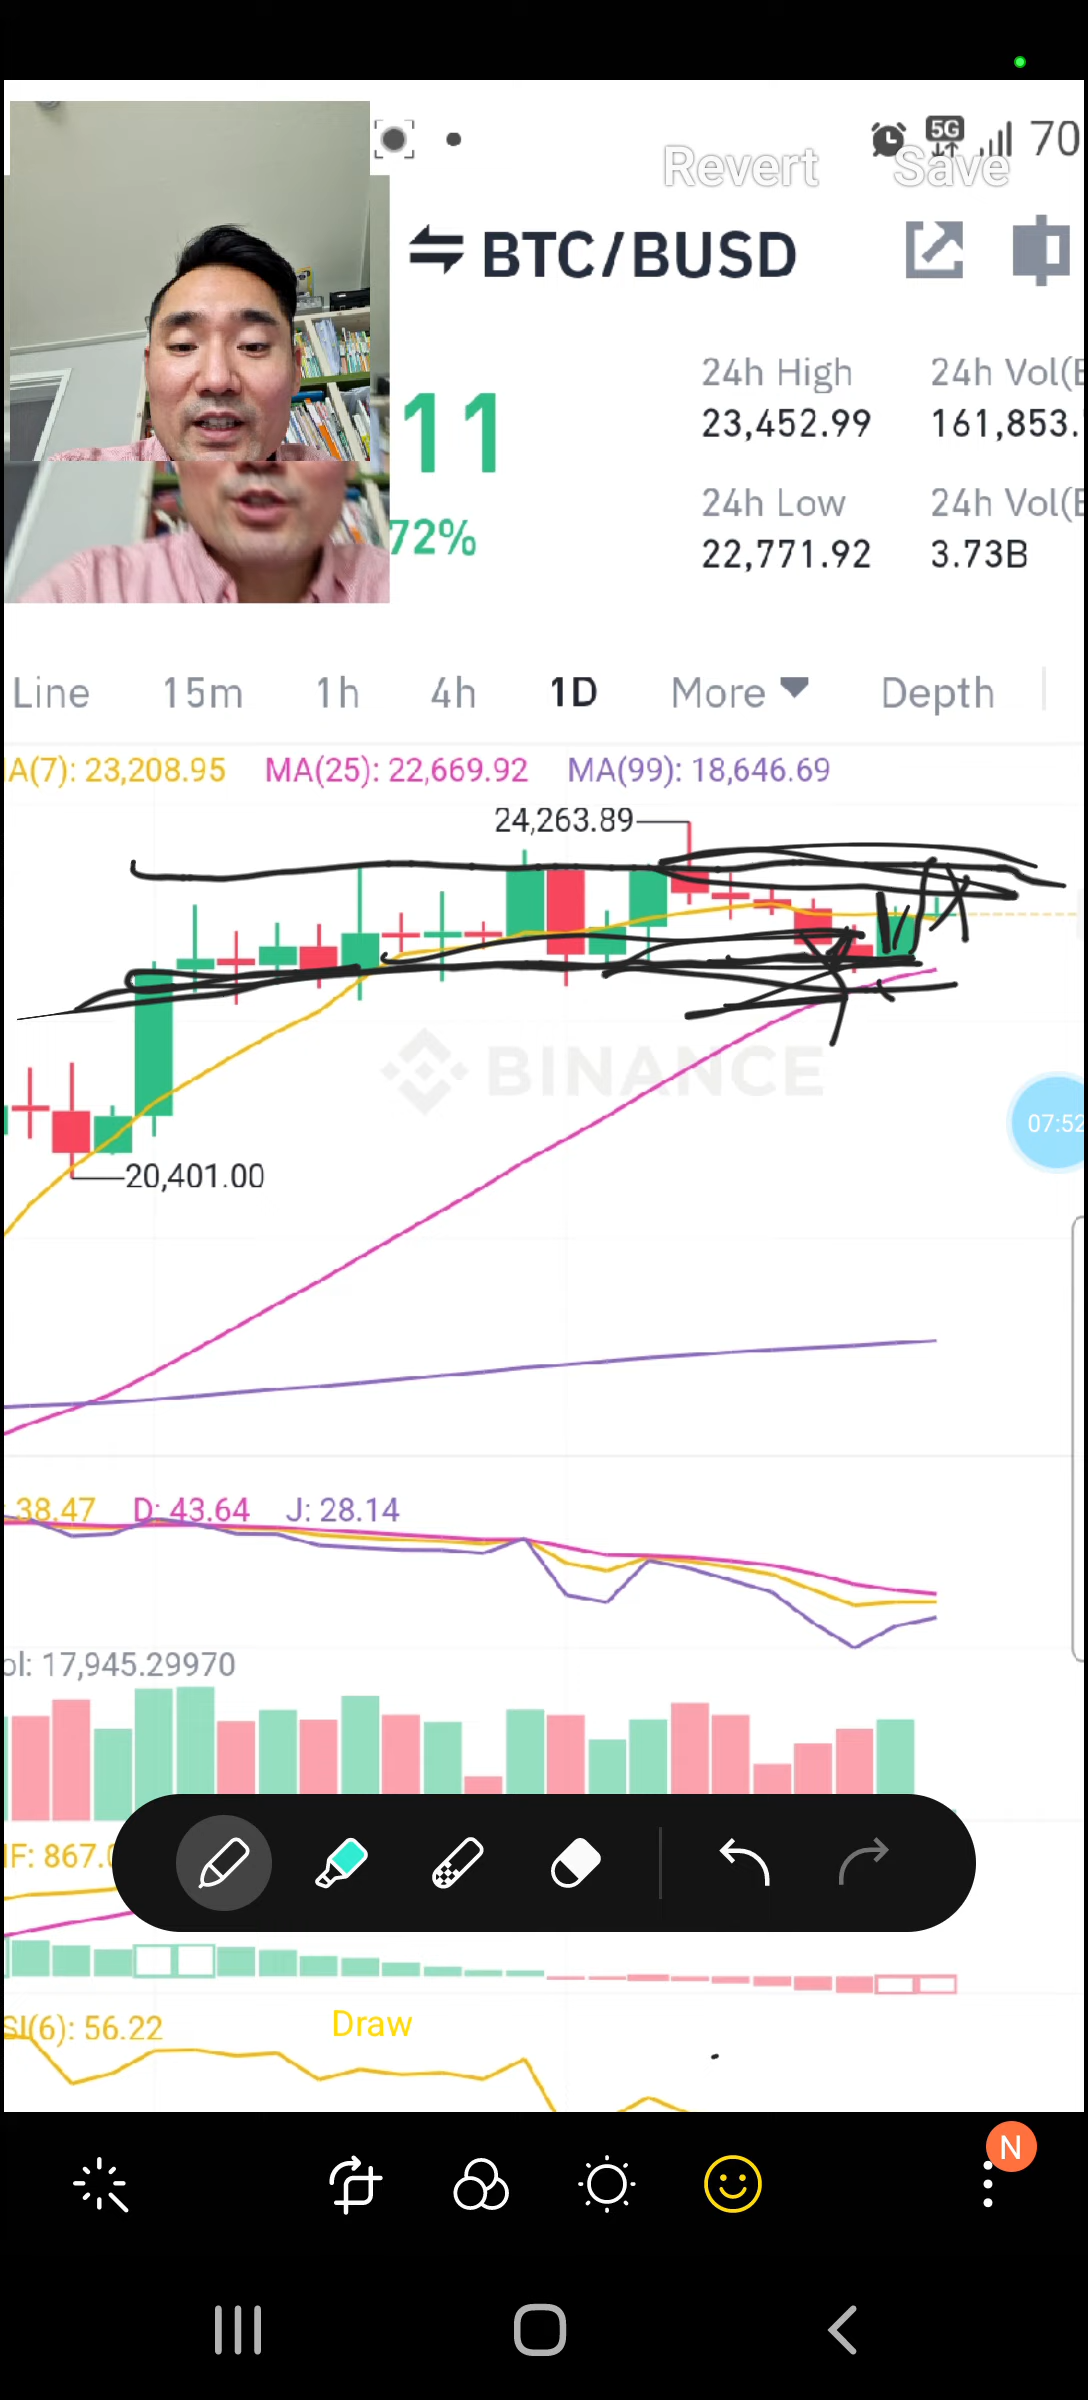 5G 70
Revert Save
BTC/BUSD
24h High 24h Vol(
11
23,452.99 161,853.
24h Low 24h Vol(
72%
22,771.92 3.73B
Line 15m 1h 4h 1D More Depth
A(7): 23,208.95 MA(25): 22,669.92 MA(99): 18,646.69
24,263.89
BINANCE
07:52
20,401.00
38.47 D: 43.64 J: 28.14
ol: 17,945.29970
IF: 867.0
SI(6): 56.22 Draw
N